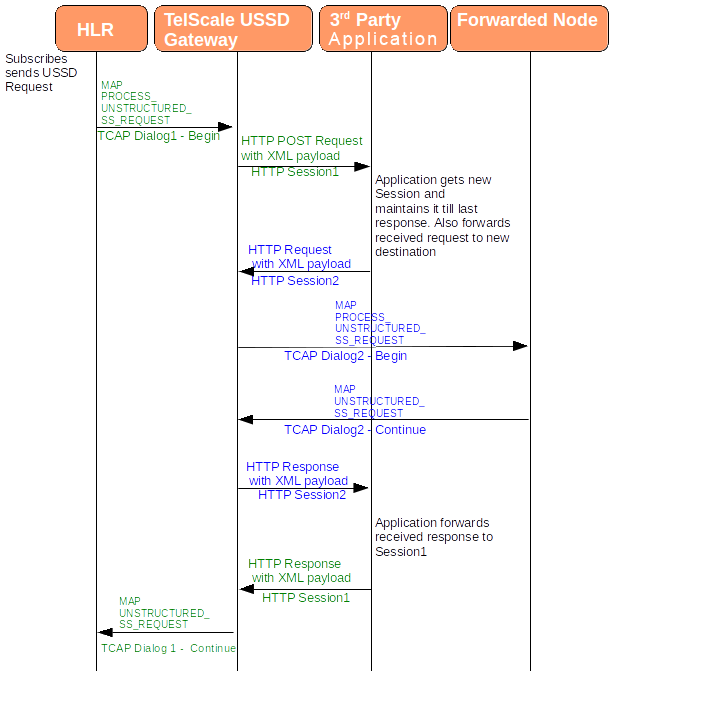 HLR
TelScale USSD
Gateway
3rd Party
Application
Forwarded Node
Subscribes
sends USSD
Request
MAP
PROCESS_
UNSTRUCTURED_
SS_REQUEST
TCAP Dialog1 - Begin
HTTP POST Request
with XML payload
HTTP Session1
Application gets new
Session and
maintains it till last
response. Also forwards
received request to new
destination
HTTP Request
with XML payload
HTTP Session2
MAP
PROCESS_
UNSTRUCTURED_
SS_REQUEST
TCAP Dialog2 - Begin
MAP
UNSTRUCTURED_
SS_REQUEST
TCAP Dialog2 - Continue
HTTP Response
with XML payload
HTTP Session2
Application forwards
received response to
Session1
HTTP Response
with XML payload
HTTP Session1
MAP
UNSTRUCTURED_
SS_REQUEST
TCAP Dialog 1 - Continue